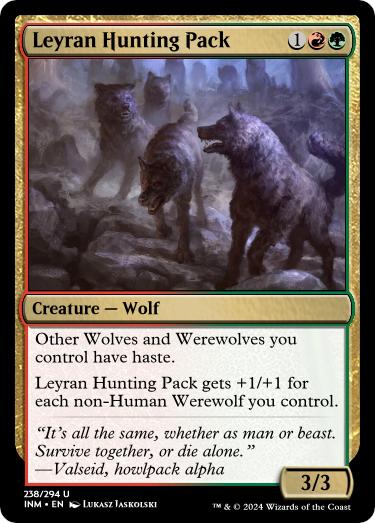 Leyran Hunting Pack 1
Creature — Wolf
Other Wolves and Werewolves you
control have haste.
Leyran Hunting Pack gets +1/+1 for
each non-Human Werewolf you control.
“It’s all the same, whether as man or beast.
Survive together, or die alone.”
—Valseid, howlpack alpha
3/3
238/294 U
INM • EN Lukasz Jaskolski
™ & © 2024 Wizards of the Coast